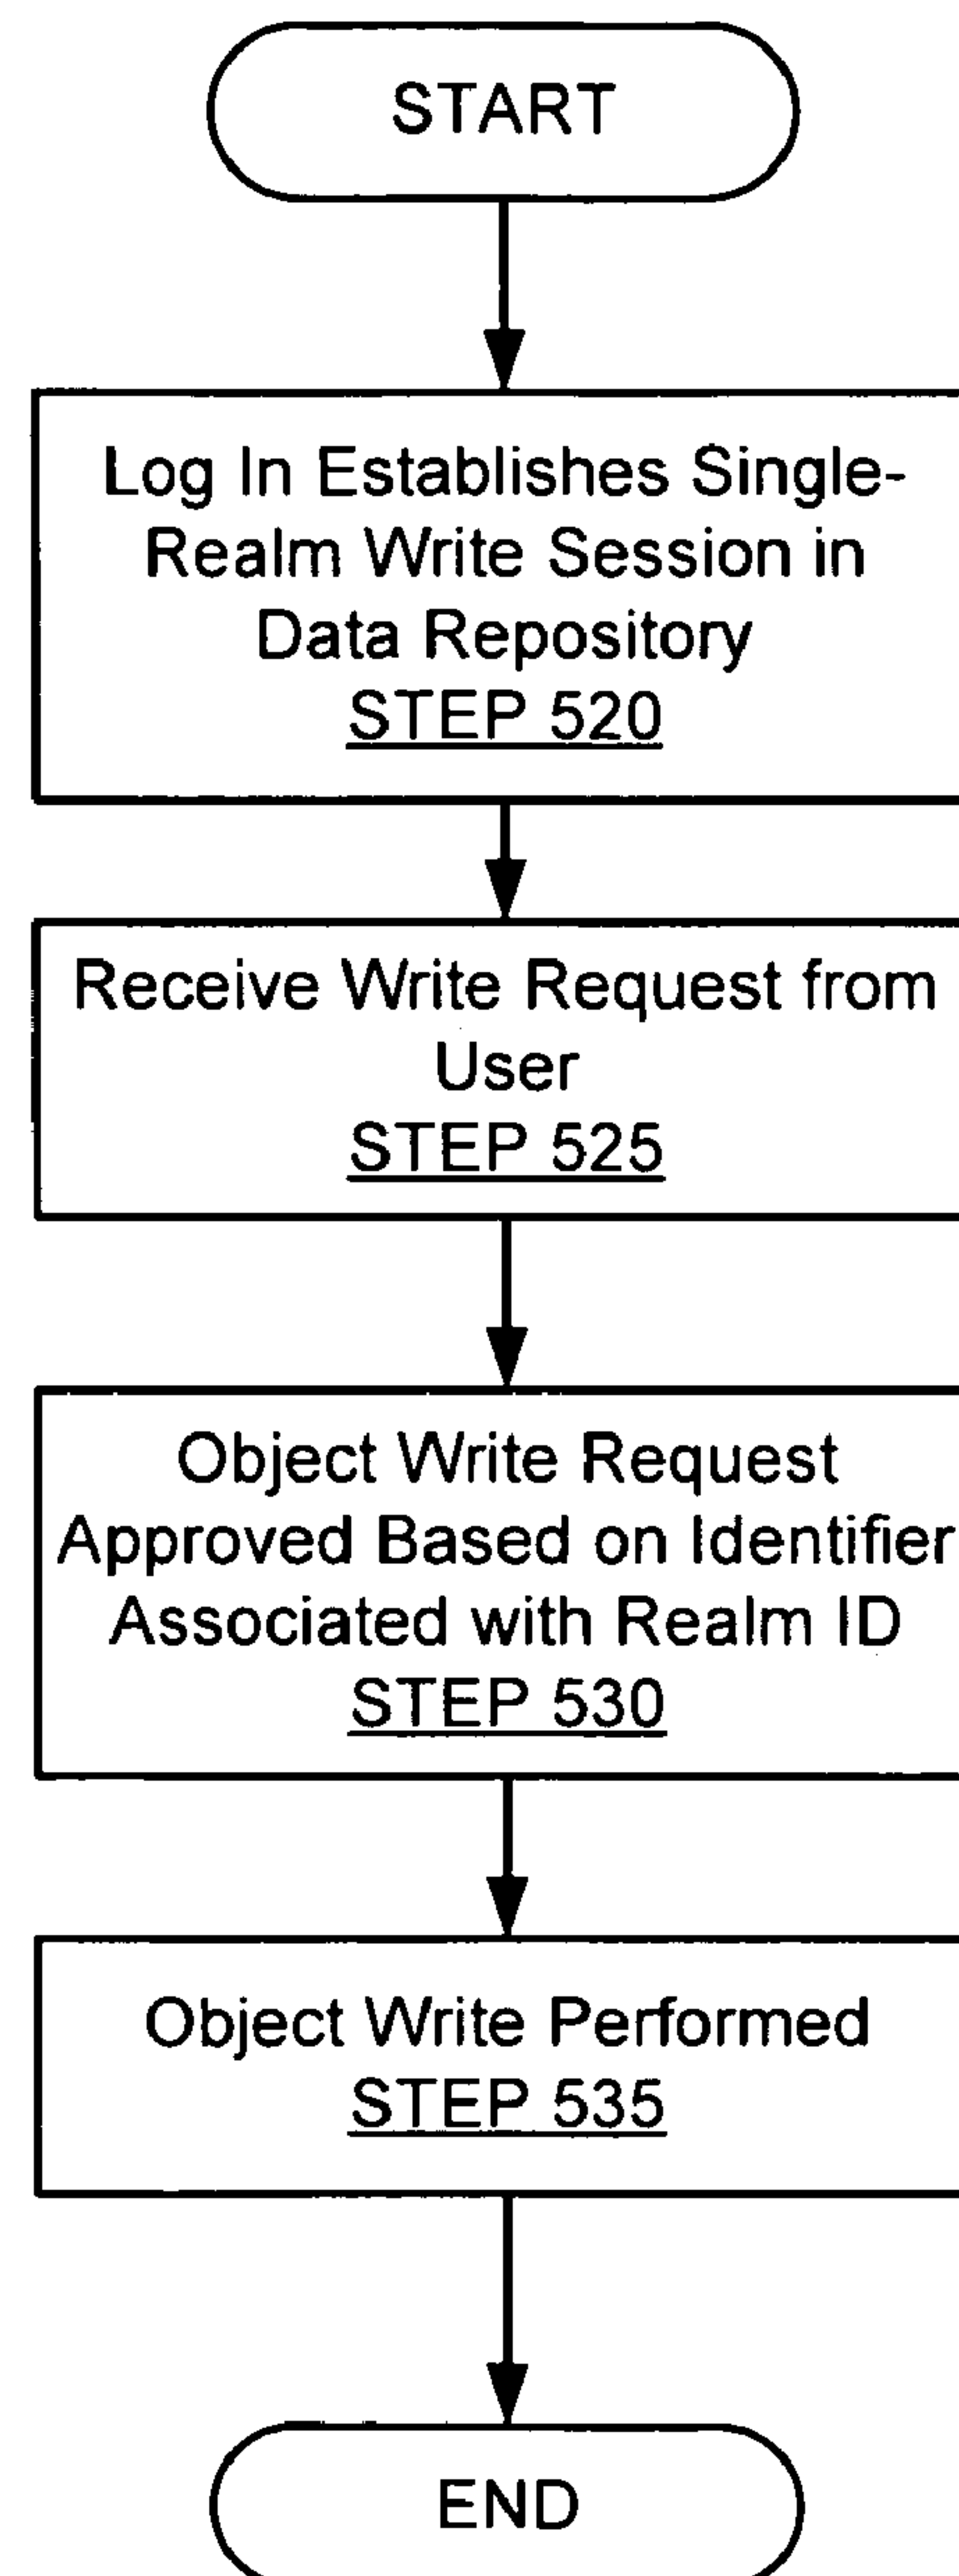 START
Log In Establishes Single-
Realm Write Session in
Data Repository
STEP 520
Receive Write Request from
User
STEP 525
Object Write Request
Approved Based on Identifier
Associated with Realm ID
STEP 530
Object Write Performed
STEP 535
END